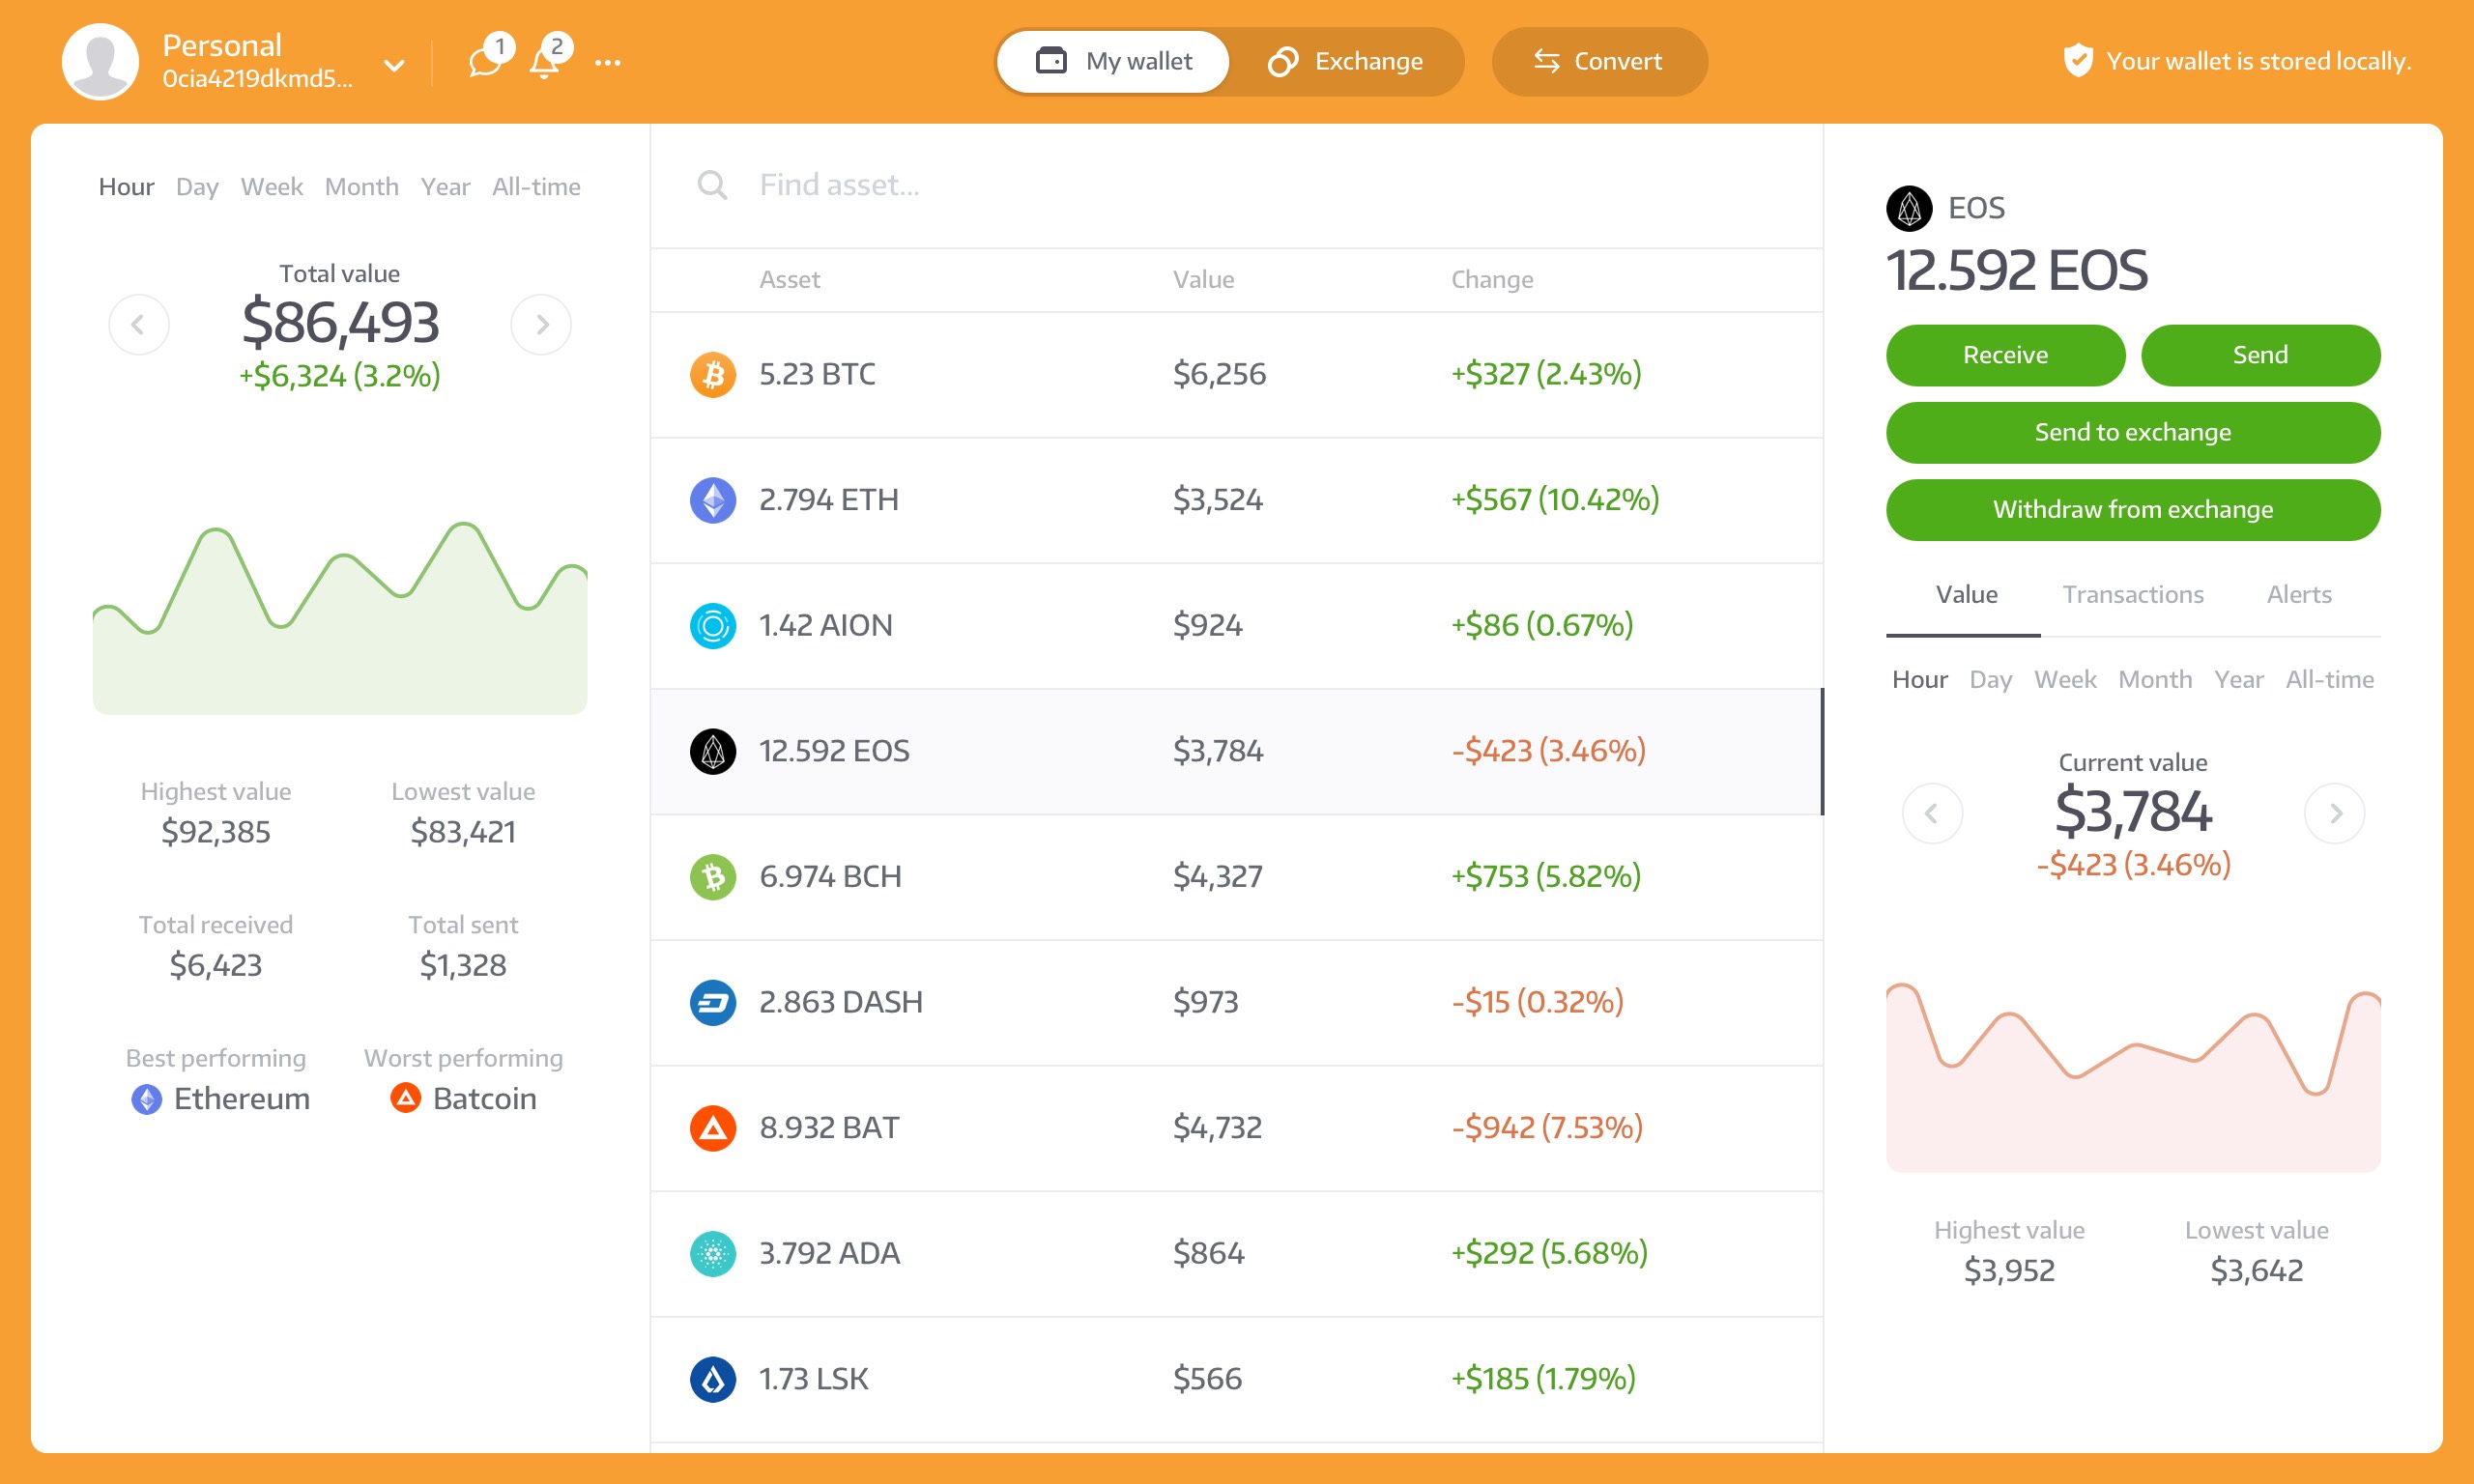 Personal
0cia4219dkmd5...
1
2
My wallet
Exchange
Convert
Your wallet is stored locally.
Hour Day Week Month Year All-time
Total value
$86,493
+$6,324 (3.2%)
Highest value Lowest value
$92,385 $83,421
Total received Total sent
$6,423 $1,328
Best performing Worst performing
Ethereum Batcoin
Find asset...
Asset Value Change
5.23 BTC $6,256 +$327 (2.43%)
2.794 ETH $3,524 +$567 (10.42%)
1.42 AION $924 +$86 (0.67%)
12.592 EOS $3,784 -$423 (3.46%)
6.974 BCH $4,327 +$753 (5.82%)
2.863 DASH $973 -$15 (0.32%)
8.932 BAT $4,732 -$942 (7.53%)
3.792 ADA $864 +$292 (5.68%)
1.73 LSK $566 +$185 (1.79%)
EOS
12.592 EOS
Receive Send
Send to exchange
Withdraw from exchange
Value Transactions Alerts
Hour Day Week Month Year All-time
Current value
$3,784
-$423 (3.46%)
Highest value Lowest value
$3,952 $3,642